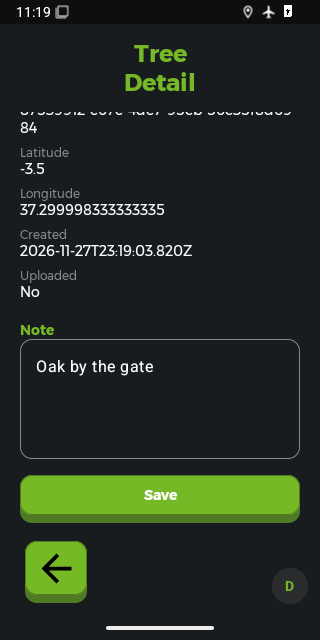 11:19
Tree
Detail
84
Latitude
-3.5
Longitude
37.299998333333335
Created
2026-11-27T23:19:03.820Z
Uploaded
No
Note
Oak by the gate
Save
D